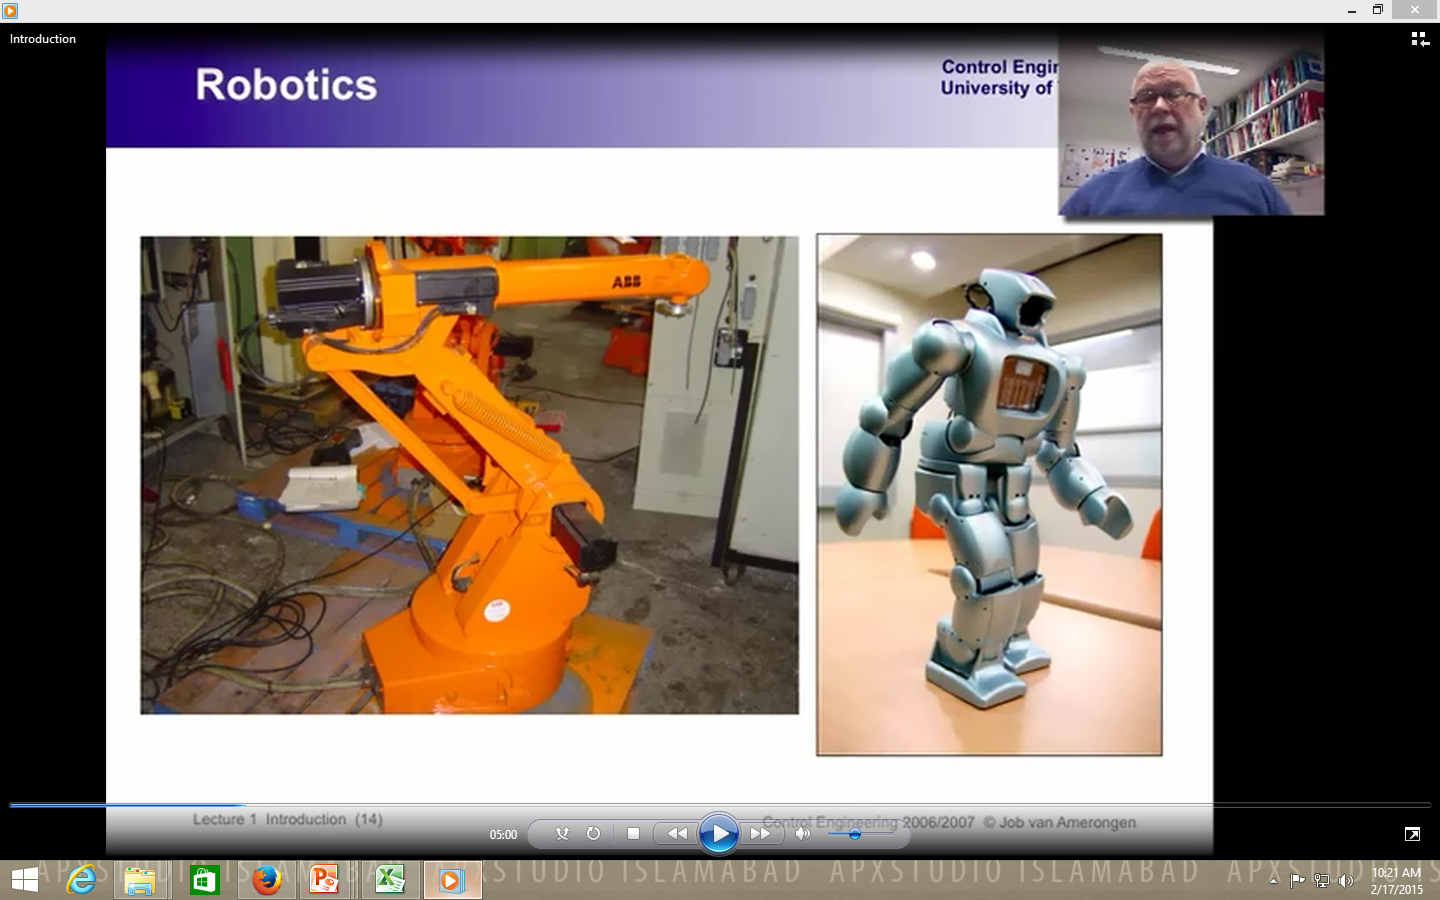 Introduction
Robotics
Control Engir
University of
ABB
Lecture 1 Introduction (14)
05:00
Control Engineering 2006/2007 © Job van Amerongen
APXSTUDIO ISLAMABAD APXSTUDIO ISLAMABAD
10:21 AM
2/17/2015